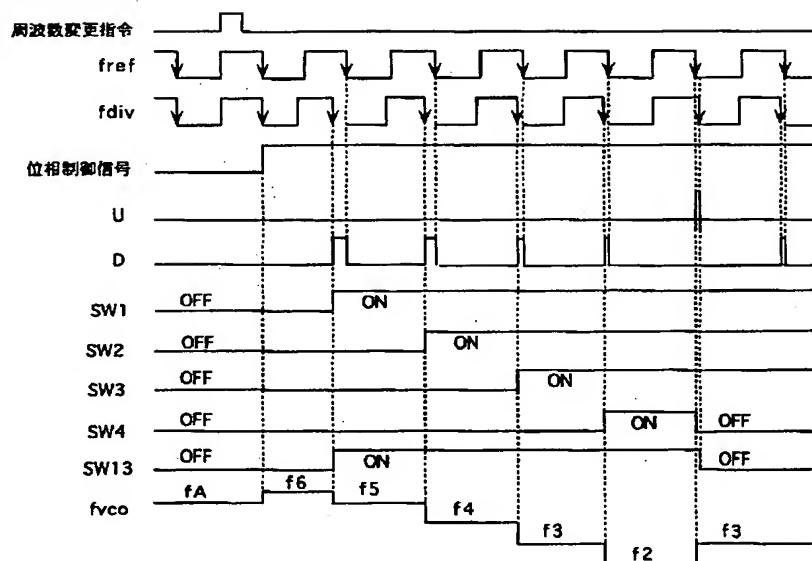 周波数変更指令
fref
fdiv
位相制御信号
U
D
SW1 OFF ON
SW2 OFF ON
SW3 OFF ON
SW4 OFF ON OFF
SW13 OFF ON OFF
fvco fA f6 f5 f4 f3 f2 f3